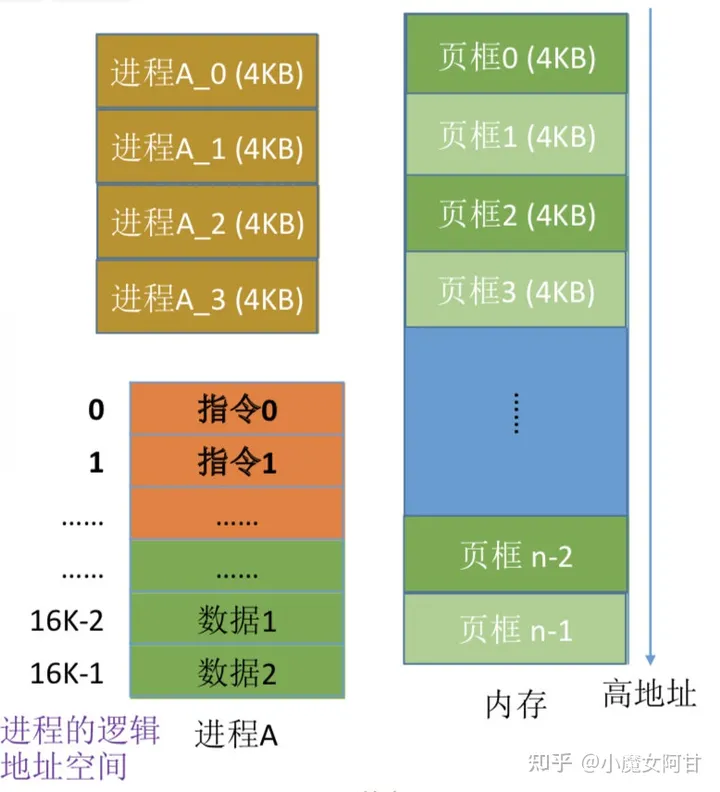 进程A_0 (4KB)
进程A_1 (4KB)
进程A_2 (4KB)
进程A_3 (4KB)
页框0 (4KB)
页框1 (4KB)
页框2 (4KB)
页框3 (4KB)
……
页框 n-2
页框 n-1
内存
高地址
0 指令0
1 指令1
…… ……
…… ……
16K-2 数据1
16K-1 数据2
进程的逻辑
地址空间
进程A
知乎 @小魔女阿甘